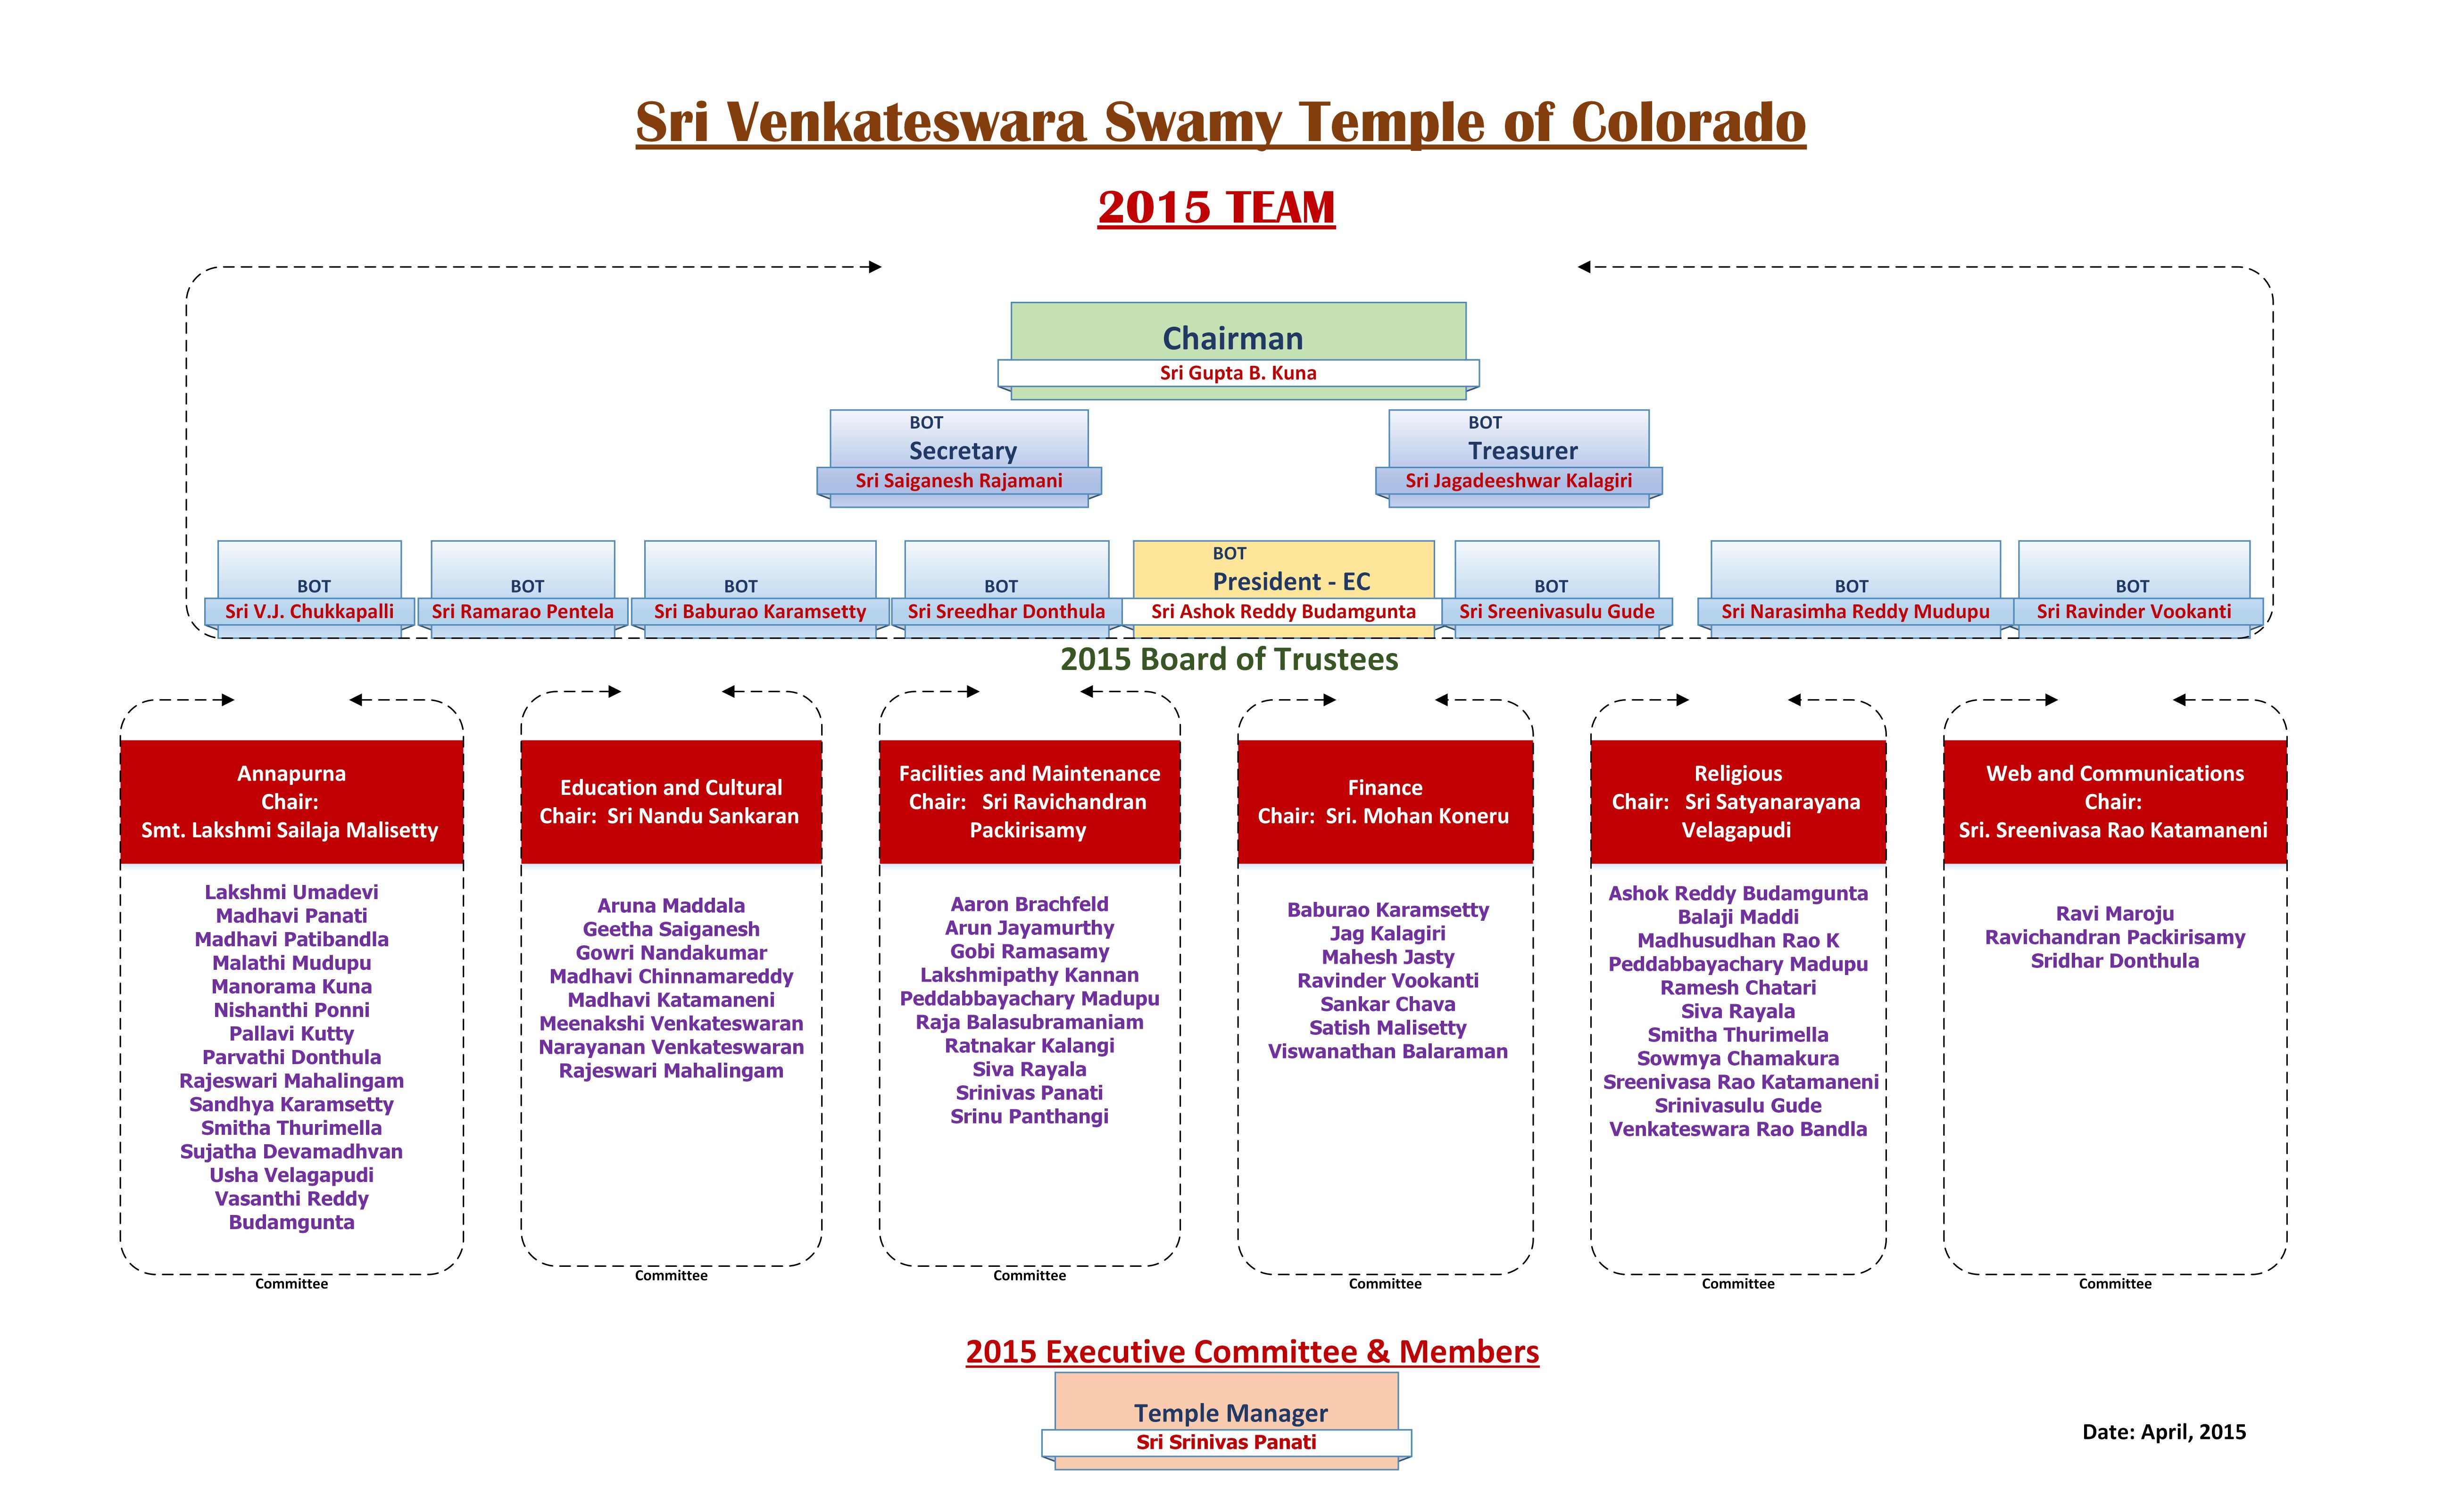 Sri Venkateswara Swamy Temple of Colorado
2015 TEAM
Chairman
Sri Gupta B. Kuna
BOT
Secretary
Sri Saiganesh Rajamani
BOT
Treasurer
Sri Jagadeeshwar Kalagiri
BOT
Sri V.J. Chukkapalli
BOT
Sri Ramarao Pentela
BOT
Sri Baburao Karamsetty
BOT
Sri Sreedhar Donthula
BOT
President - EC
Sri Ashok Reddy Budamgunta
BOT
Sri Sreenivasulu Gude
BOT
Sri Narasimha Reddy Mudupu
BOT
Sri Ravinder Vookanti
2015 Board of Trustees
Annapurna
Chair:
Smt. Lakshmi Sailaja Malisetty
Lakshmi Umadevi
Madhavi Panati
Madhavi Patibandla
Malathi Mudupu
Manorama Kuna
Nishanthi Ponni
Pallavi Kutty
Parvathi Donthula
Rajeswari Mahalingam
Sandhya Karamsetty
Smitha Thurimella
Sujatha Devamadhvan
Usha Velagapudi
Vasanthi Reddy
Budamgunta
Committee
Education and Cultural
Chair: Sri Nandu Sankaran
Aruna Maddala
Geetha Saiganesh
Gowri Nandakumar
Madhavi Chinnamareddy
Madhavi Katamaneni
Meenakshi Venkateswaran
Narayanan Venkateswaran
Rajeswari Mahalingam
Committee
Facilities and Maintenance
Chair: Sri Ravichandran
Packirisamy
Aaron Brachfeld
Arun Jayamurthy
Gobi Ramasamy
Lakshmipathy Kannan
Peddabbayachary Madupu
Raja Balasubramaniam
Ratnakar Kalangi
Siva Rayala
Srinivas Panati
Srinu Panthangi
Committee
Finance
Chair: Sri. Mohan Koneru
Baburao Karamsetty
Jag Kalagiri
Mahesh Jasty
Ravinder Vookanti
Sankar Chava
Satish Malisetty
Viswanathan Balaraman
Committee
Religious
Chair: Sri Satyanarayana
Velagapudi
Ashok Reddy Budamgunta
Balaji Maddi
Madhusudhan Rao K
Peddabbayachary Madupu
Ramesh Chatari
Siva Rayala
Smitha Thurimella
Sowmya Chamakura
Sreenivasa Rao Katamaneni
Srinivasulu Gude
Venkateswara Rao Bandla
Committee
Web and Communications
Chair:
Sri. Sreenivasa Rao Katamaneni
Ravi Maroju
Ravichandran Packirisamy
Sridhar Donthula
Committee
2015 Executive Committee & Members
Temple Manager
Sri Srinivas Panati
Date: April, 2015